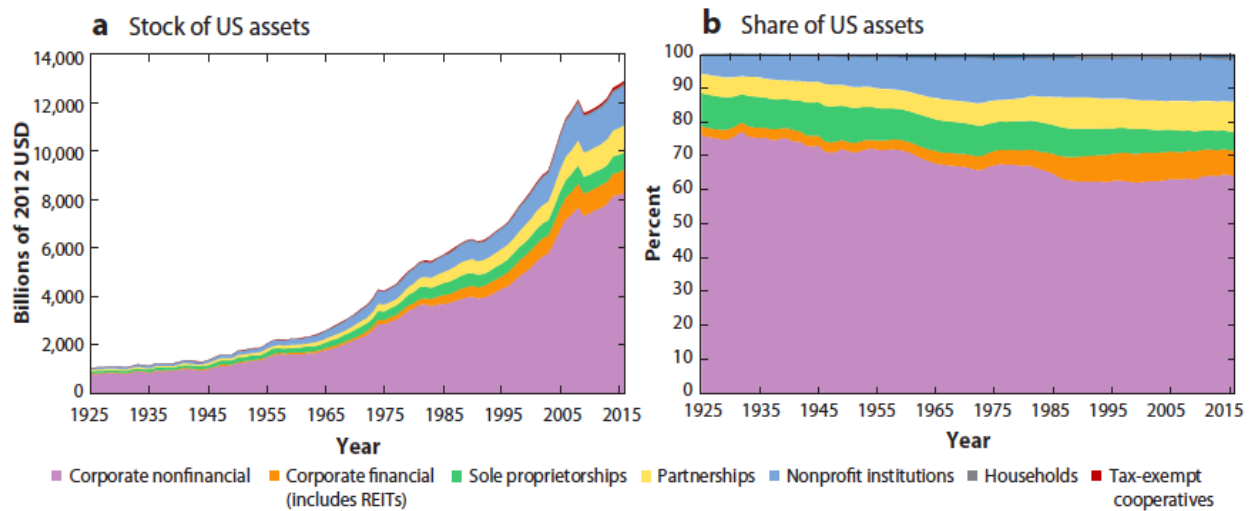 a Stock of US assets
14,000
12,000
10,000
8,000
6,000
4,000
2,000
0
Billions of 2012 USD
1925 1935 1945 1955 1965 1975 1985 1995 2005 2015
Year
b Share of US assets
100
90
80
70
60
50
40
30
20
10
0
Percent
1925 1935 1945 1955 1965 1975 1985 1995 2005 2015
Year
Corporate nonfinancial
Corporate financial
(includes REITs)
Sole proprietorships
Partnerships
Nonprofit institutions
Households
Tax-exempt
cooperatives